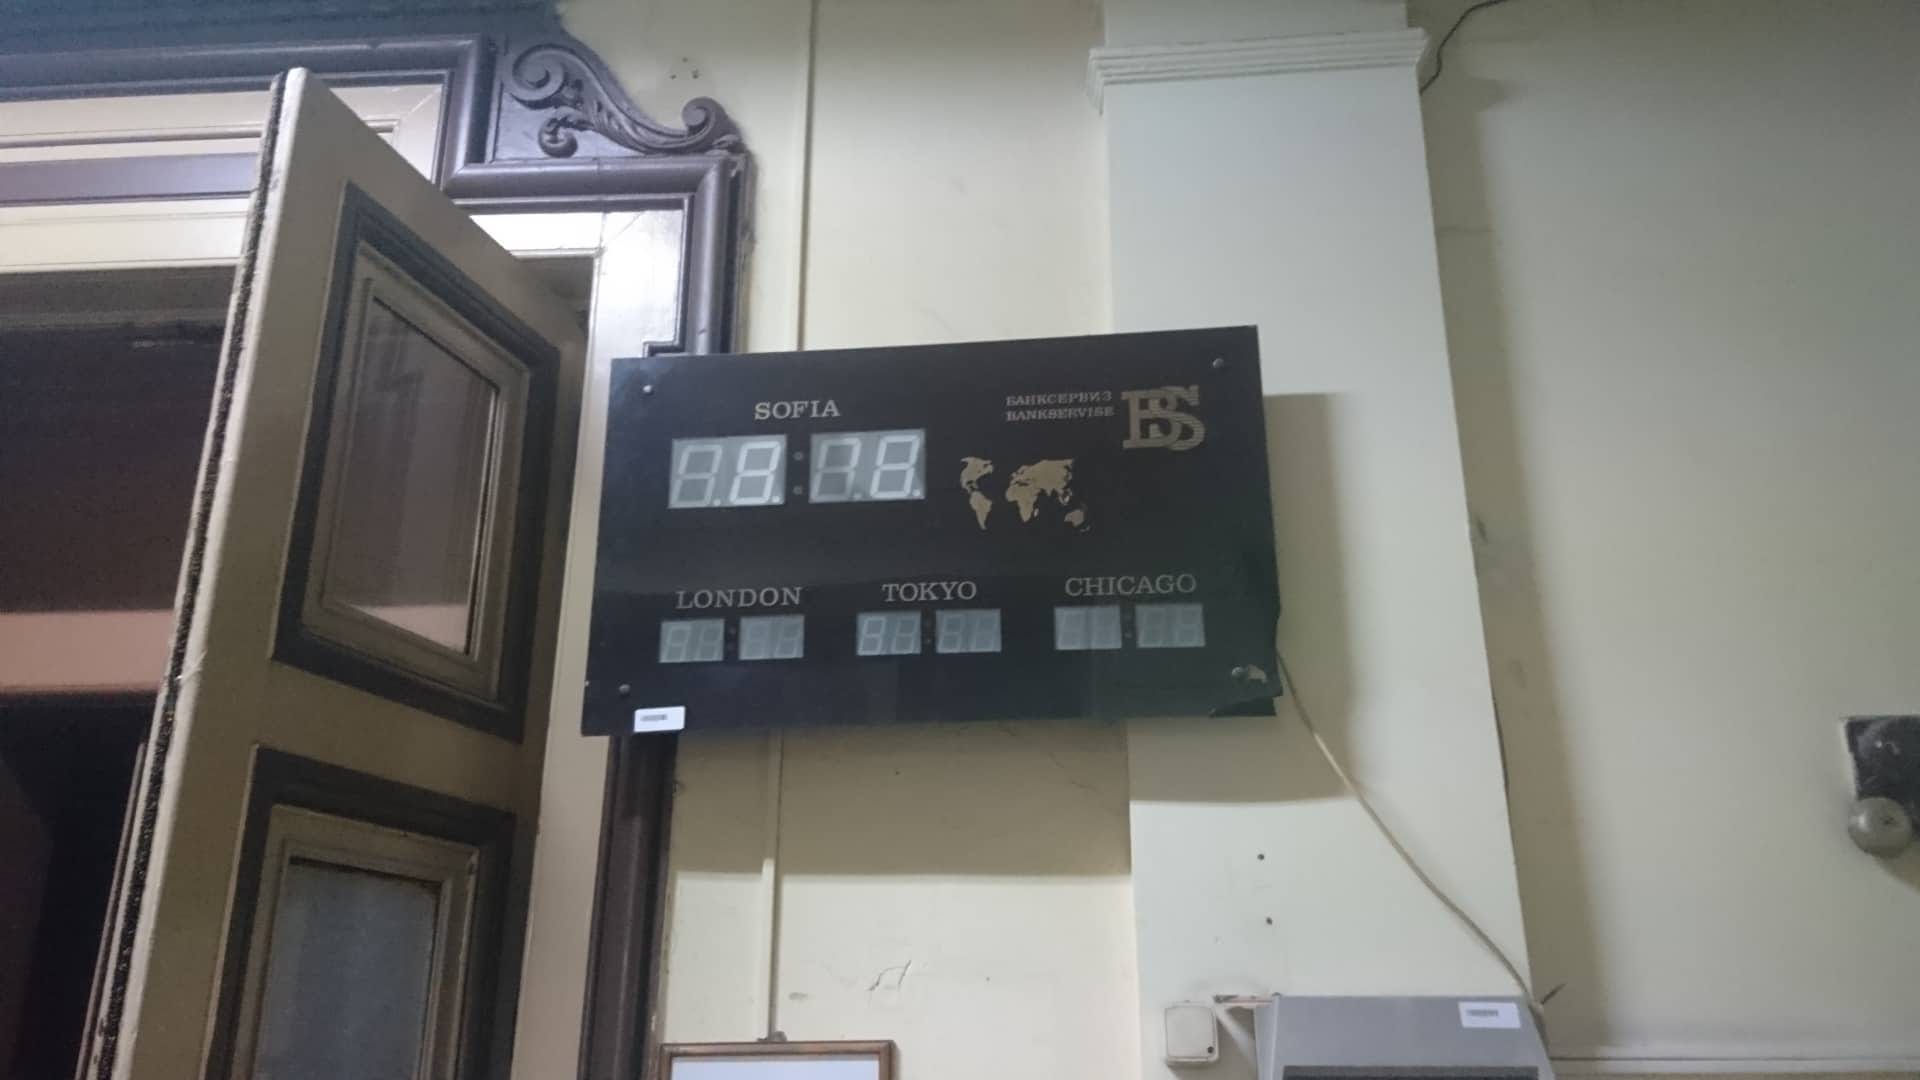 SOFIA
БАНКСЕРВИЗ
BANKSERVISE
BS
LONDON
TOKYO
CHICAGO